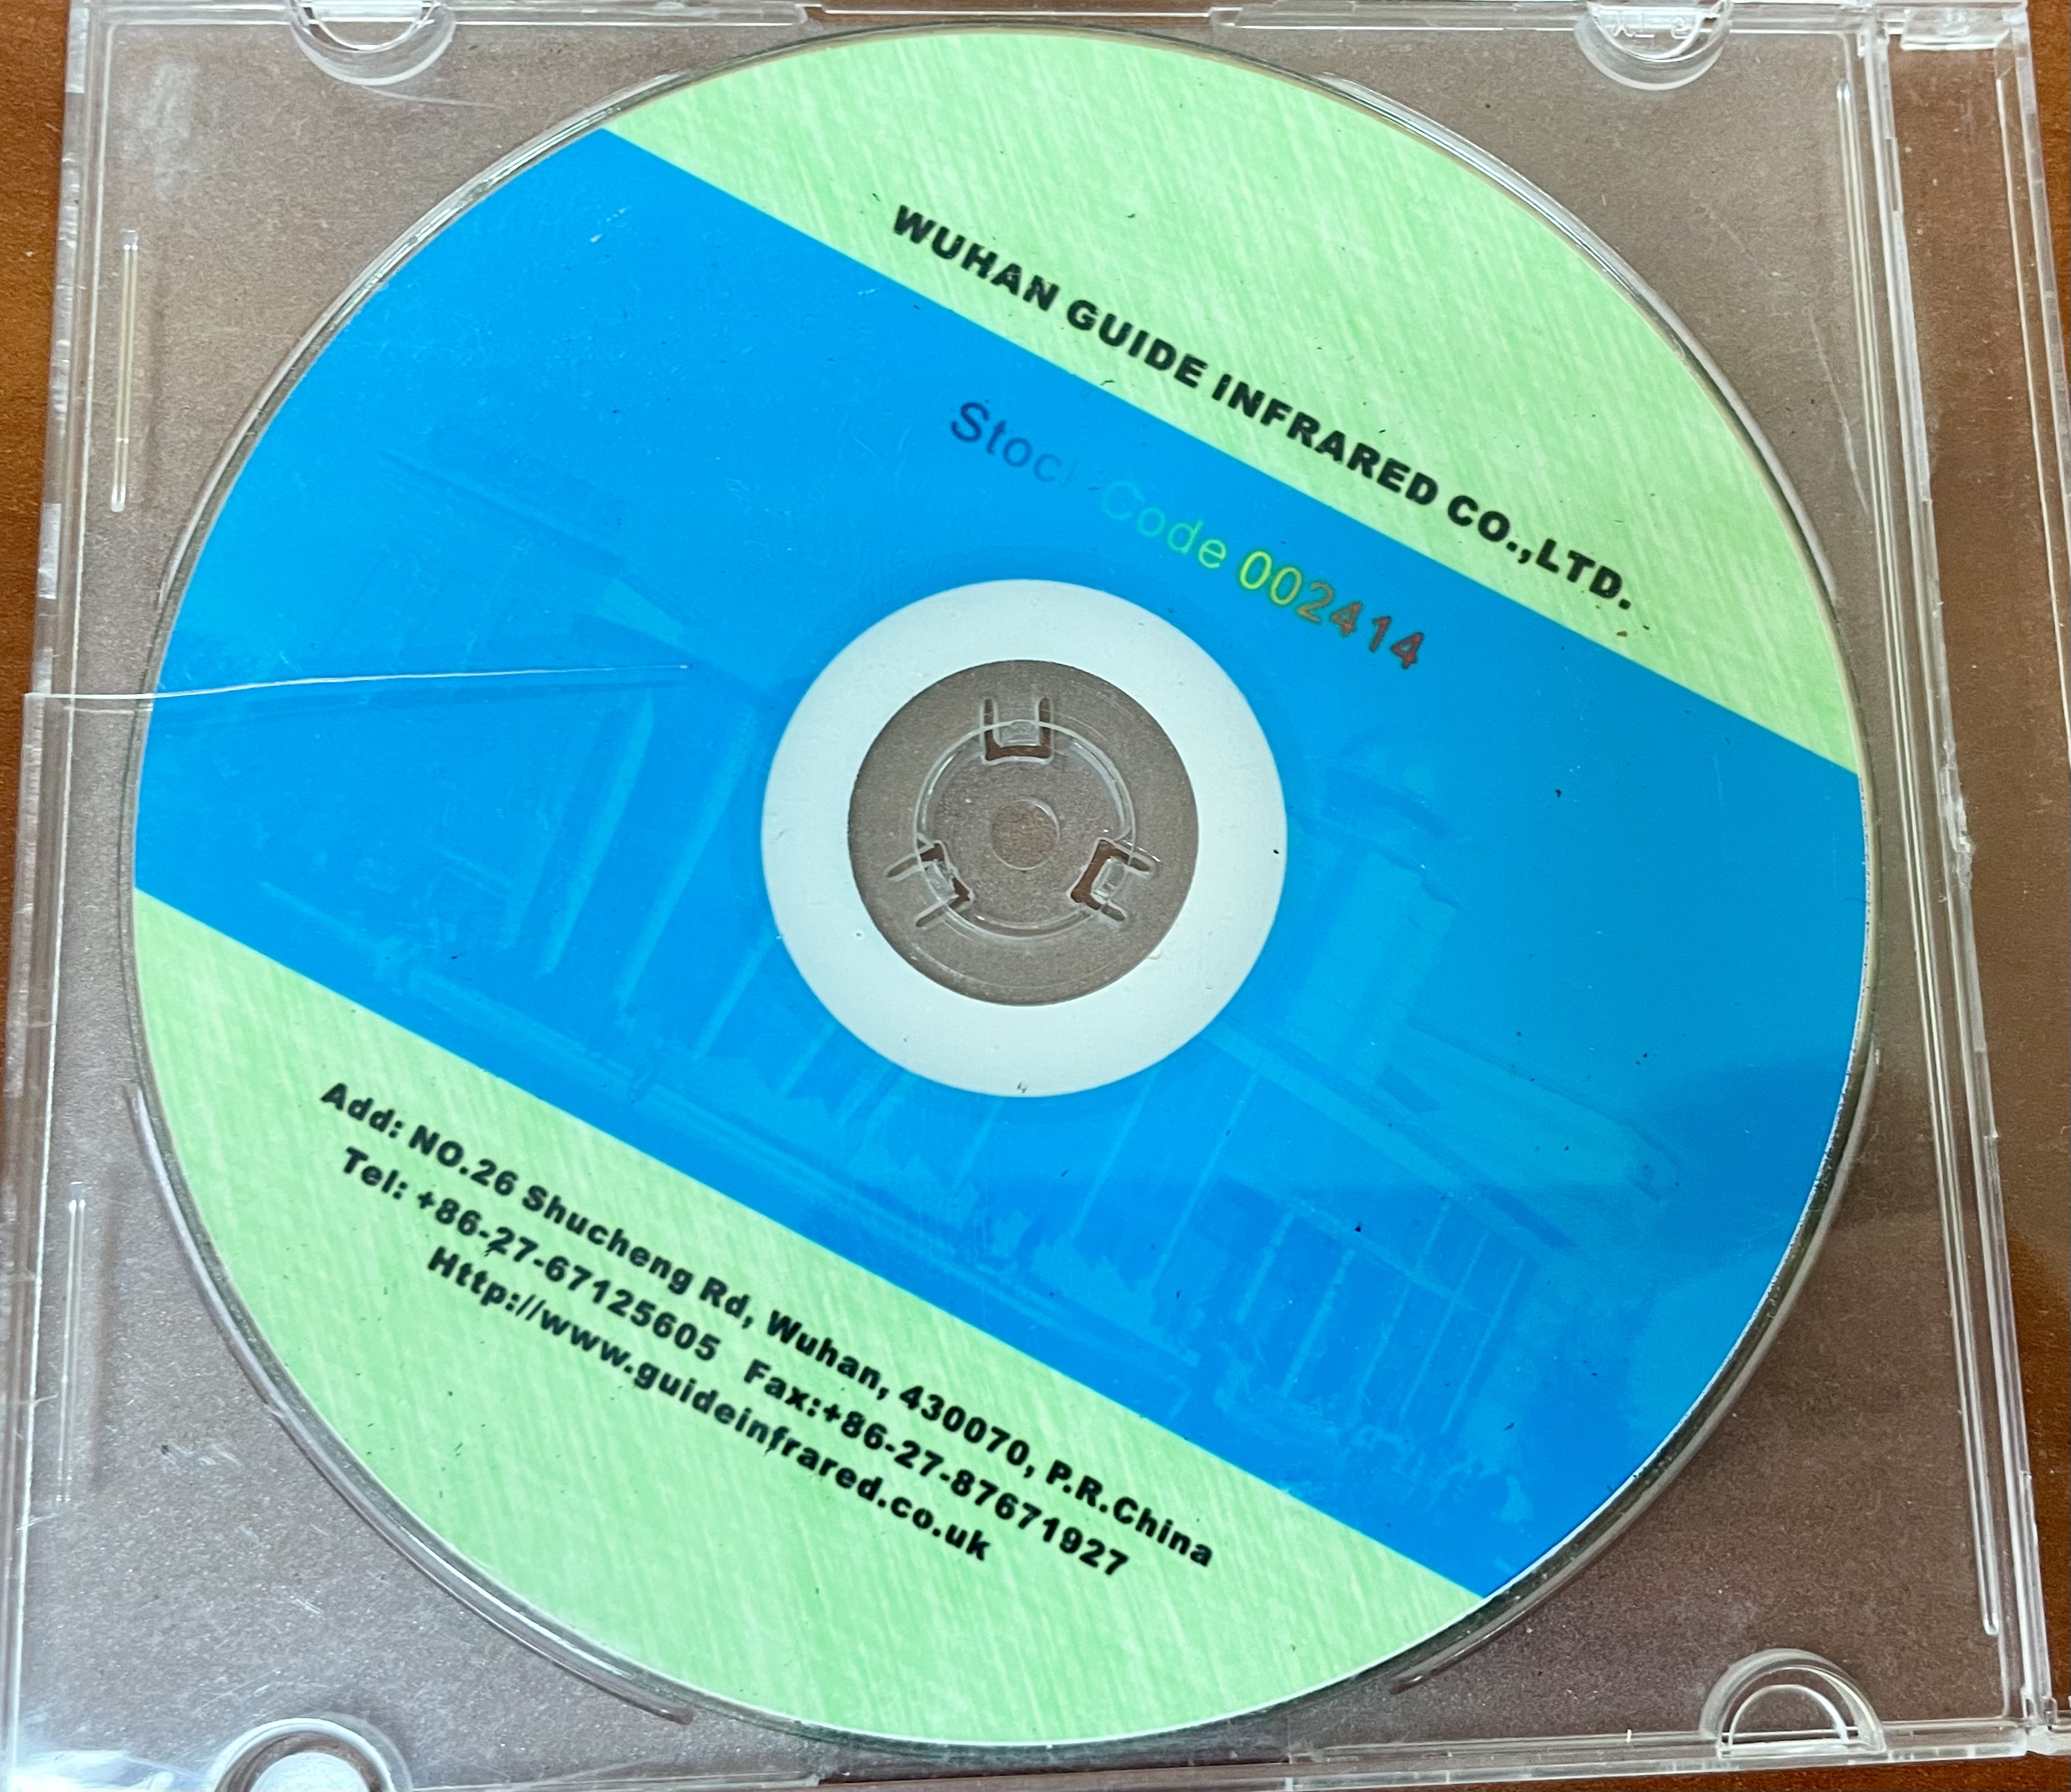 WUHAN GUIDE INFRARED CO.,LTD.
Stock Code 002414
Add: NO.26 Shucheng Rd, Wuhan, 430070, P.R.China
Tel: +86-27-67125605 Fax:+86-27-87671927
Http://www.guideinfrared.co.uk